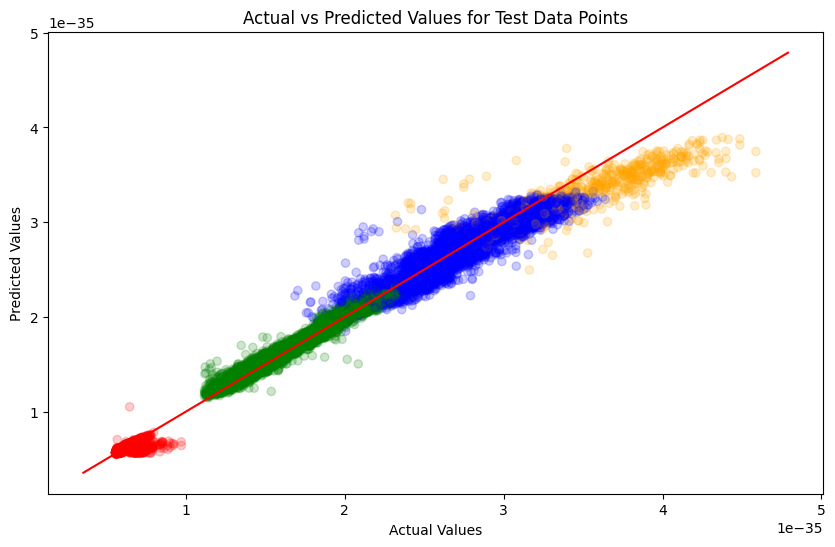 Actual vs Predicted Values for Test Data Points
1e−35
5
4
3
2
1
Predicted Values
1 2 3 4 5
1e−35
Actual Values